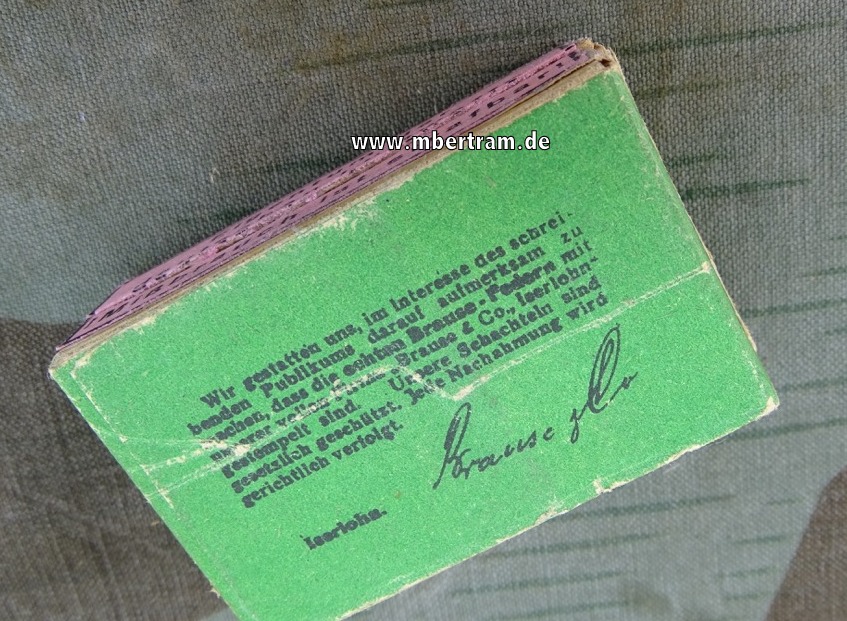 www.mbertram.de
Wir gestatten uns, im Interesse des schrei-
benden Publikums darauf aufmerksam zu
machen, dass die echten Brause-Federn mit
unserer vollen Firma Brause & Co., Iserlohn-
gestempelt sind. Unsere Schachteln sind
gesetzlich geschützt. Jede Nachahmung wird
gerichtlich verfolgt.
Brause & Co
Iserlohn.